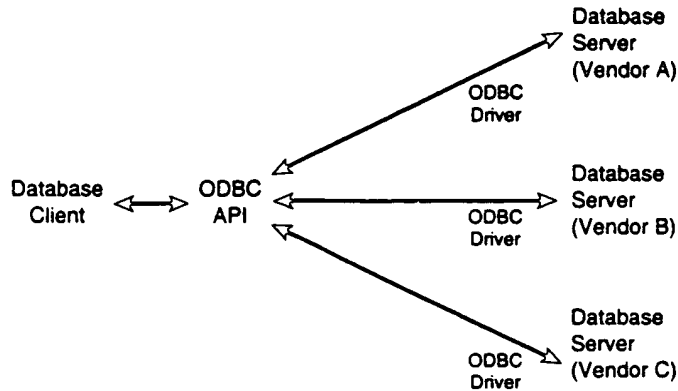 Database
Server
(Vendor A)
ODBC
Driver
Database
Client
ODBC
API
Database
Server
(Vendor B)
ODBC
Driver
Database
Server
(Vendor C)
ODBC
Driver